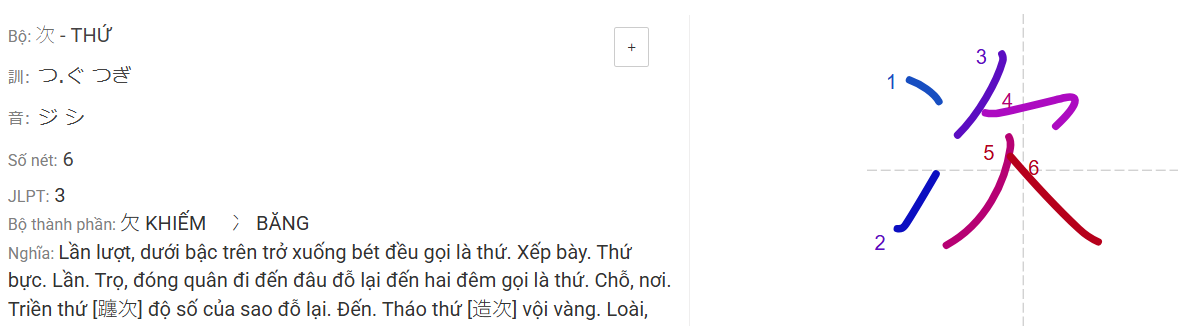 Bộ: 次 - THỨ
+
訓: つ.ぐ つぎ
音: ジ シ
Số nét: 6
JLPT: 3
Bộ thành phần: 欠 KHIẾM 冫 BĂNG
Nghĩa: Lần lượt, dưới bậc trên trở xuống bét đều gọi là thứ. Xếp bày. Thứ
bực. Lần. Trọ, đóng quân đi đến đâu đỗ lại đến hai đêm gọi là thứ. Chỗ, nơi.
Triền thứ [躔次] độ số của sao đỗ lại. Đến. Tháo thứ [造次] vội vàng. Loài,
次
1
2
3
4
5
6